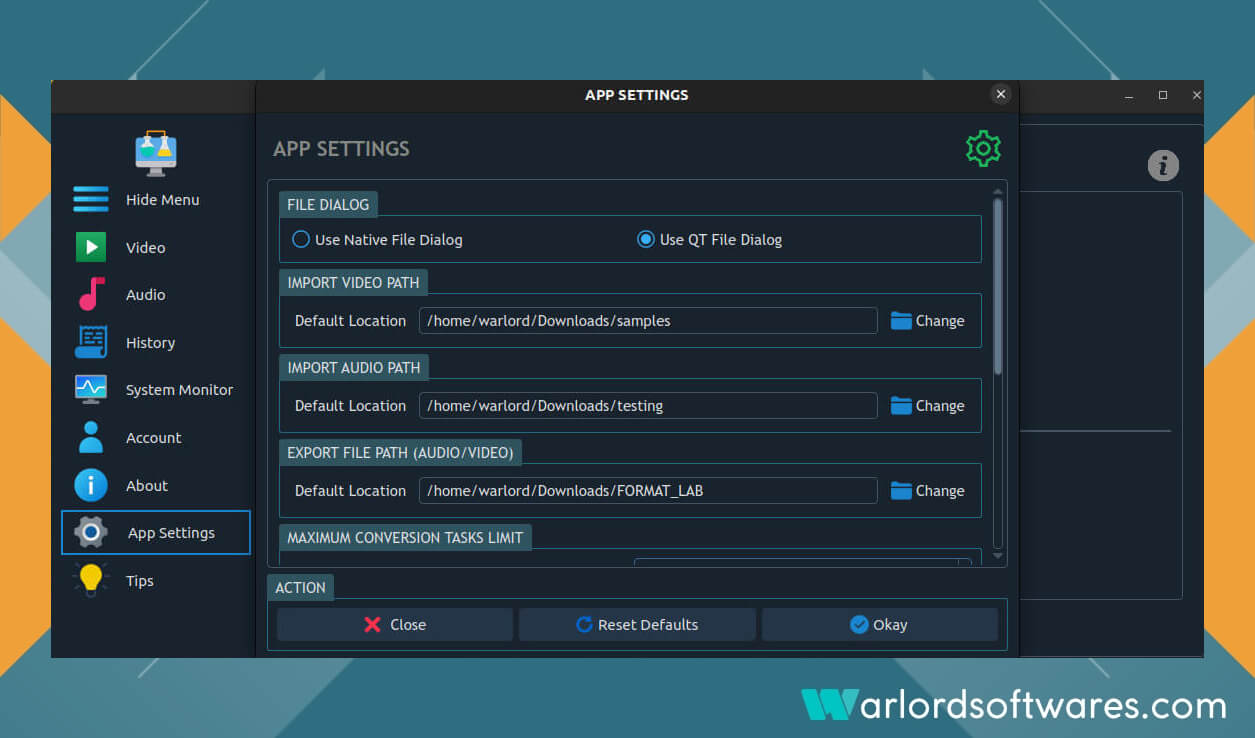 APP SETTINGS
APP SETTINGS
Hide Menu
Video
Audio
History
System Monitor
Account
About
App Settings
Tips
FILE DIALOG
Use Native File Dialog
Use QT File Dialog
IMPORT VIDEO PATH
Default Location /home/warlord/Downloads/samples Change
IMPORT AUDIO PATH
Default Location /home/warlord/Downloads/testing Change
EXPORT FILE PATH (AUDIO/VIDEO)
Default Location /home/warlord/Downloads/FORMAT_LAB Change
MAXIMUM CONVERSION TASKS LIMIT
ACTION
Close
Reset Defaults
Okay
Warlordsoftwares.com